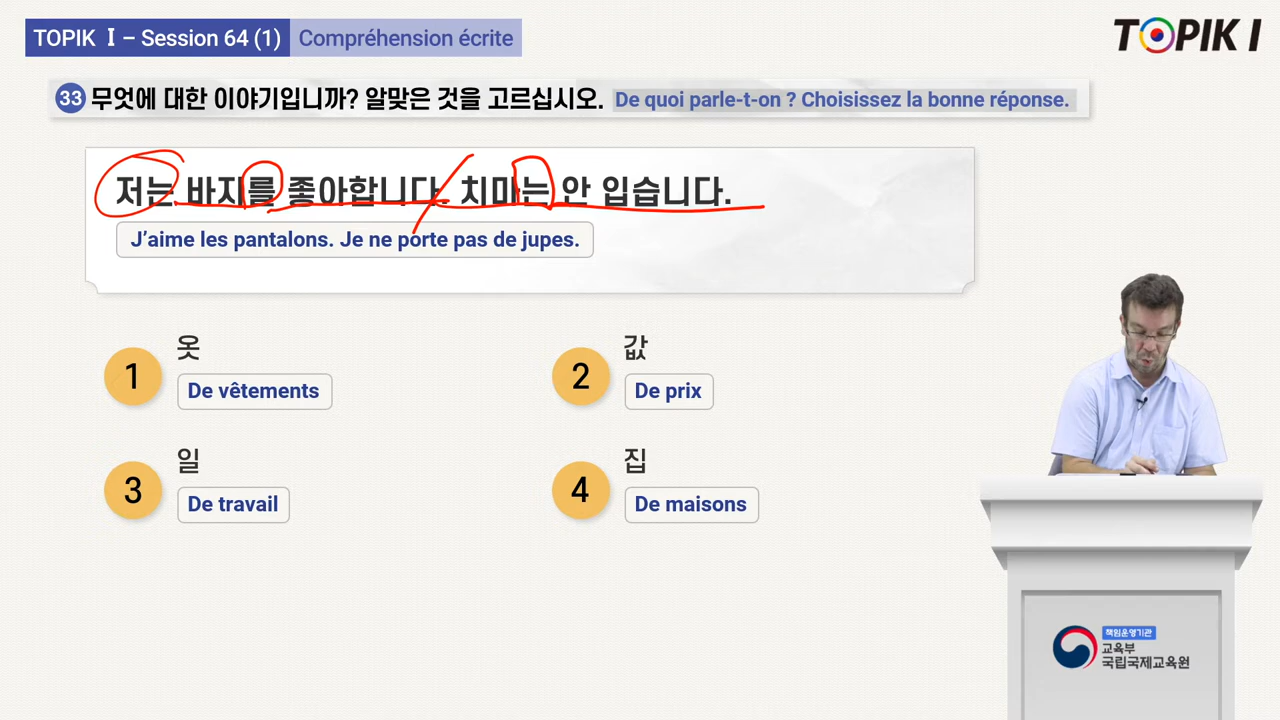 TOPIK Ⅰ – Session 64 (1) Compréhension écrite
TOPIK I
33 무엇에 대한 이야기입니까? 알맞은 것을 고르십시오. De quoi parle-t-on ? Choisissez la bonne réponse.
저는 바지를 좋아합니다. 치마는 안 입습니다.
J’aime les pantalons. Je ne porte pas de jupes.
1 옷
De vêtements
2 값
De prix
3 일
De travail
4 집
De maisons
책임운영기관
교육부
국립국제교육원